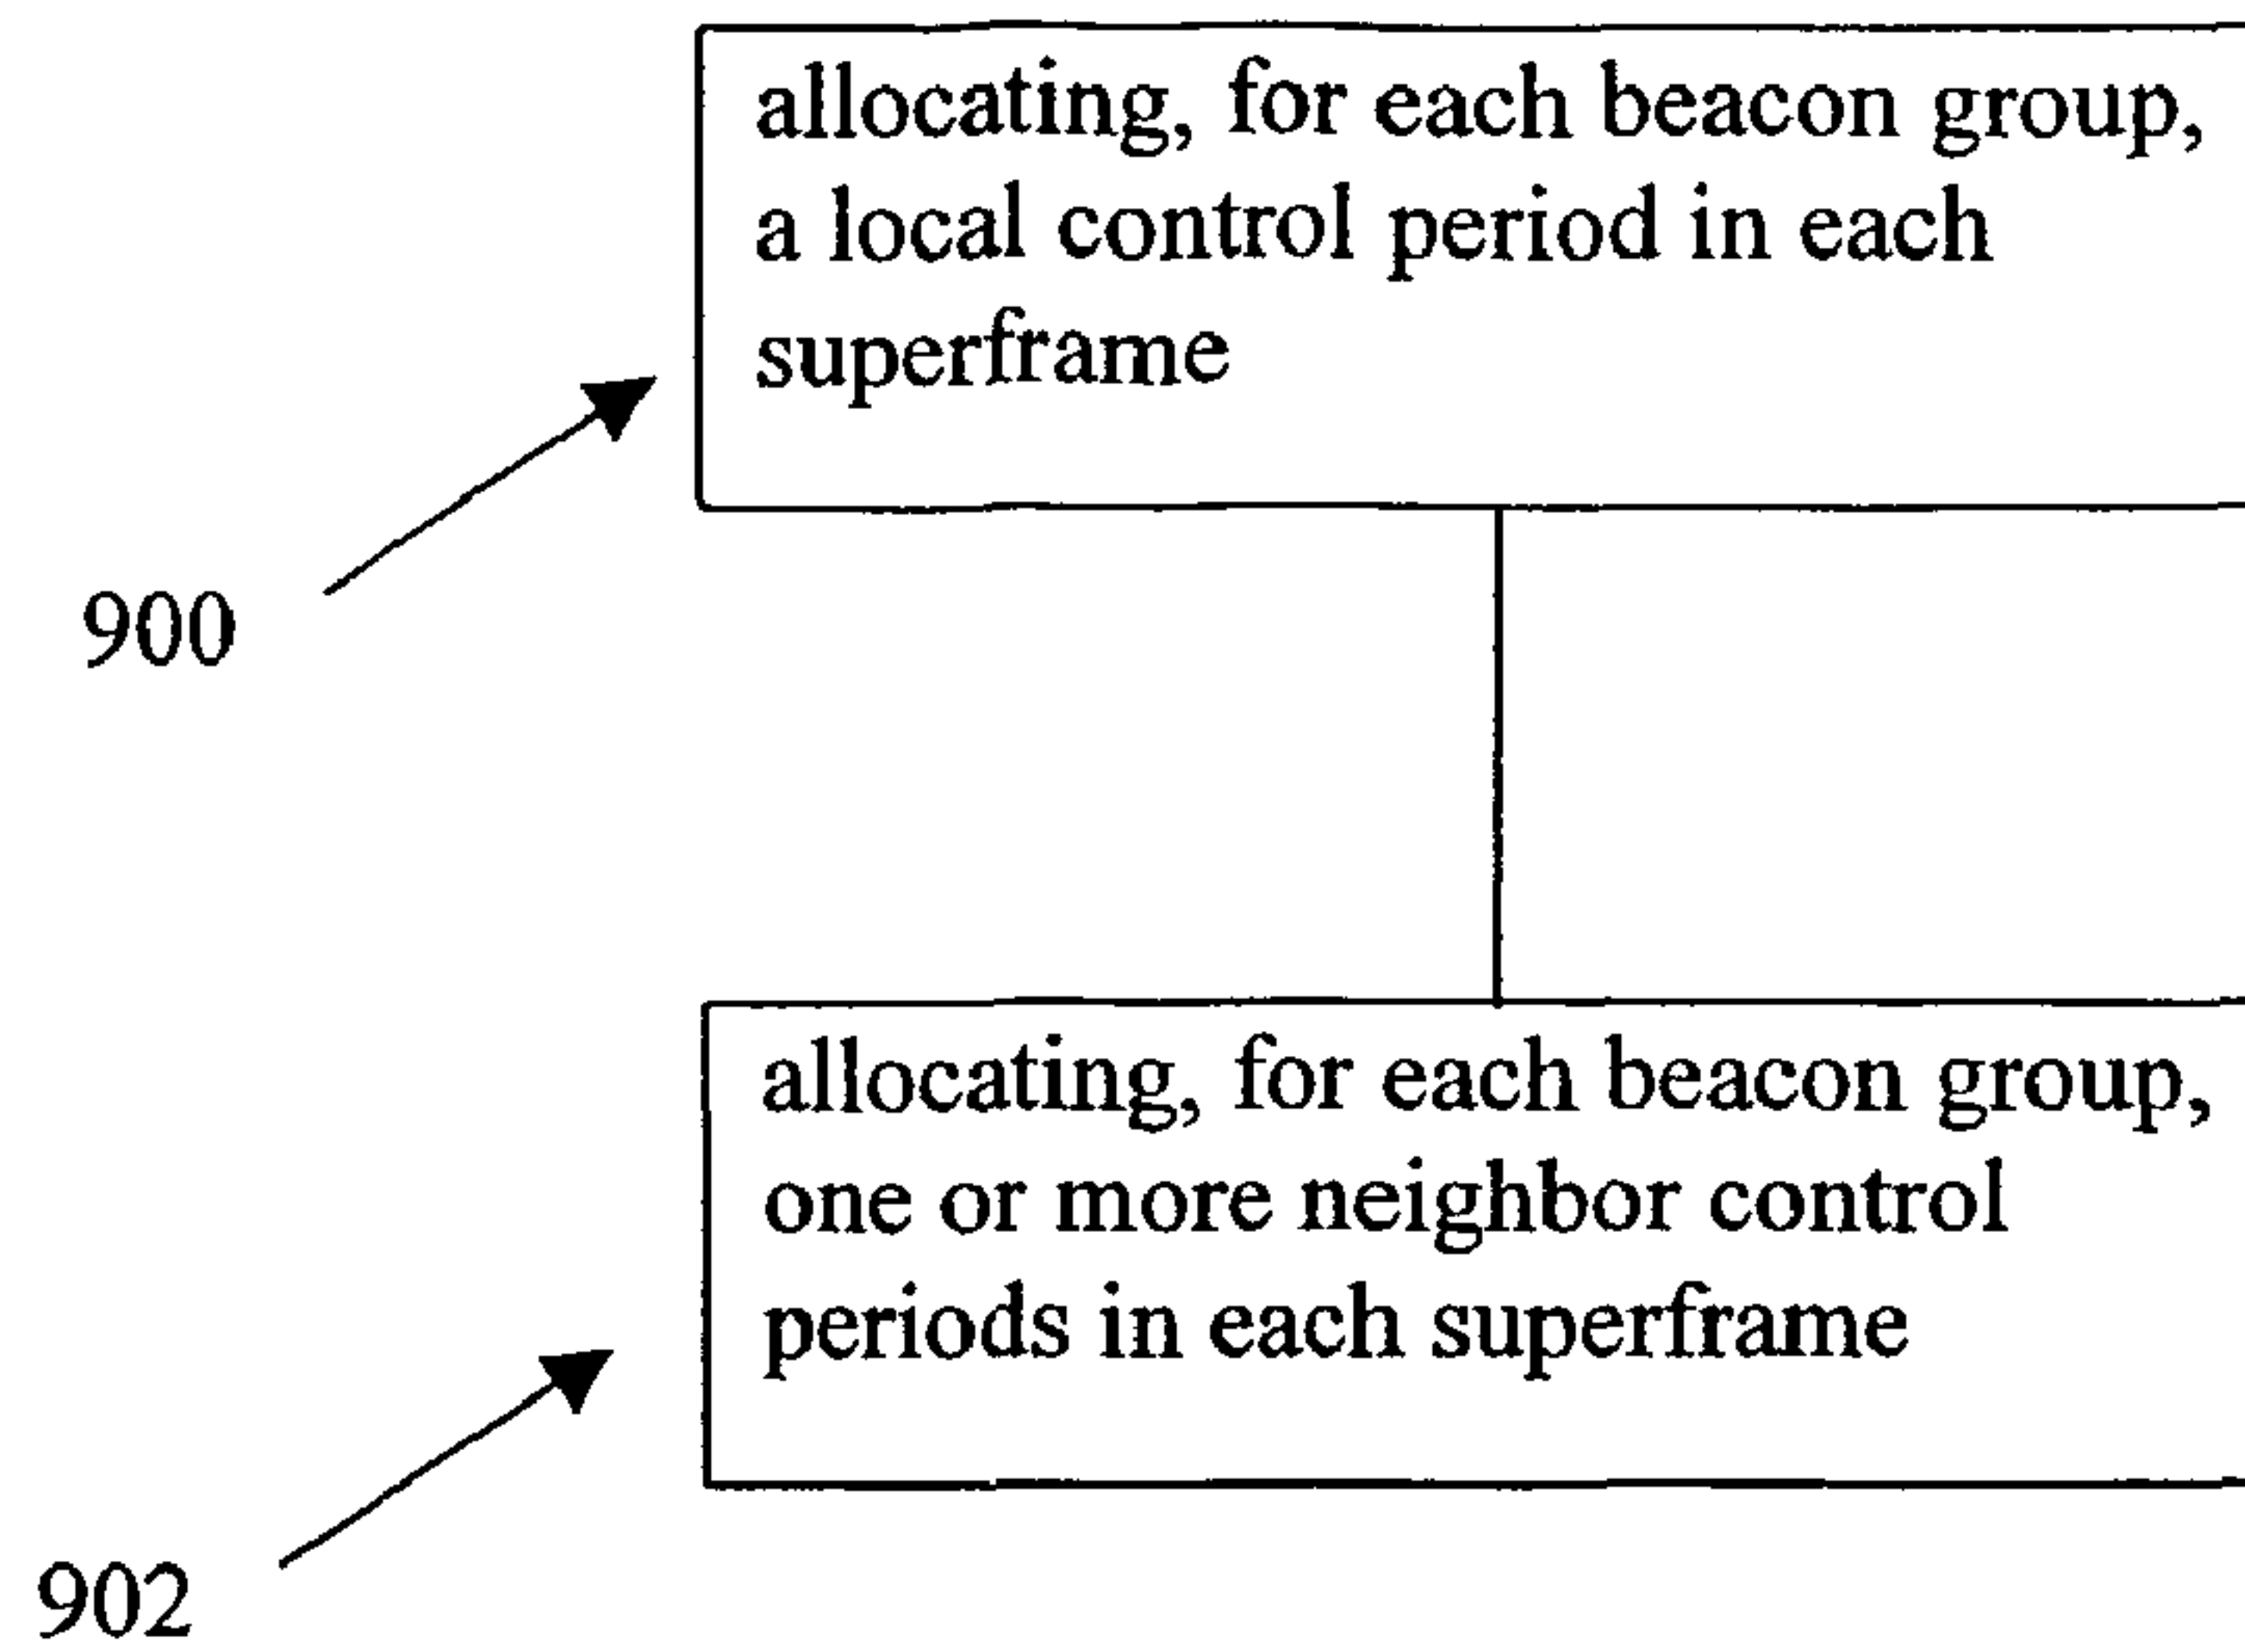 allocating, for each beacon group,
a local control period in each
superframe
900
allocating, for each beacon group,
one or more neighbor control
periods in each superframe
902